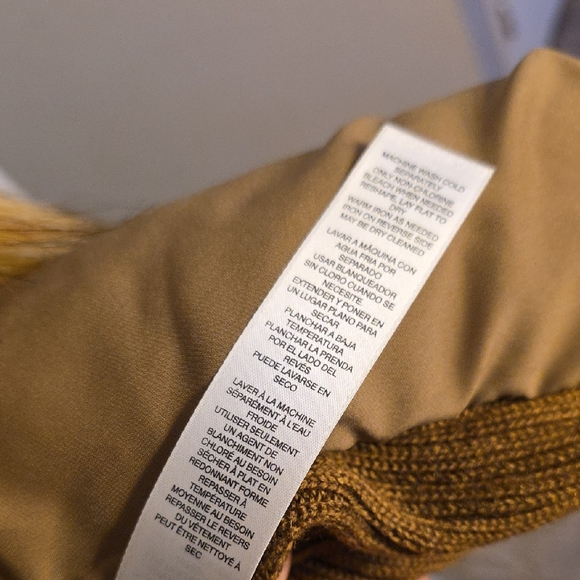 MACHINE WASH COLD
SEPARATELY
ONLY NON CHLORINE
BLEACH WHEN NEEDED
RESHAPE, LAY FLAT TO
DRY
WARM IRON AS NEEDED
IRON ON REVERSE SIDE
MAY BE DRY CLEANED
LAVAR A MÁQUINA CON
AGUA FRIA POR
SEPARADO
USAR BLANQUEADOR
SIN CLORO CUANDO SE
NECESITE
EXTENDER Y PONER EN
UN LUGAR PLANO PARA
SECAR
PLANCHAR A BAJA
TEMPERATURA
PLANCHAR LA PRENDA
POR EL LADO DEL
REVÉS
PUEDE LAVARSE EN
SECO
LAVER À LA MACHINE
SÉPARÉMENT À L'EAU
FROIDE
UTILISER SEULEMENT
UN AGENT DE
BLANCHIMENT NON
CHLORÉ AU BESOIN
SÉCHER À PLAT EN
REDONNANT FORME
REPASSER À
TEMPÉRATURE
MOYENNE AU BESOIN
REPASSER LE REVERS
DU VÊTEMENT
PEUT ÊTRE NETTOYÉ À
SEC